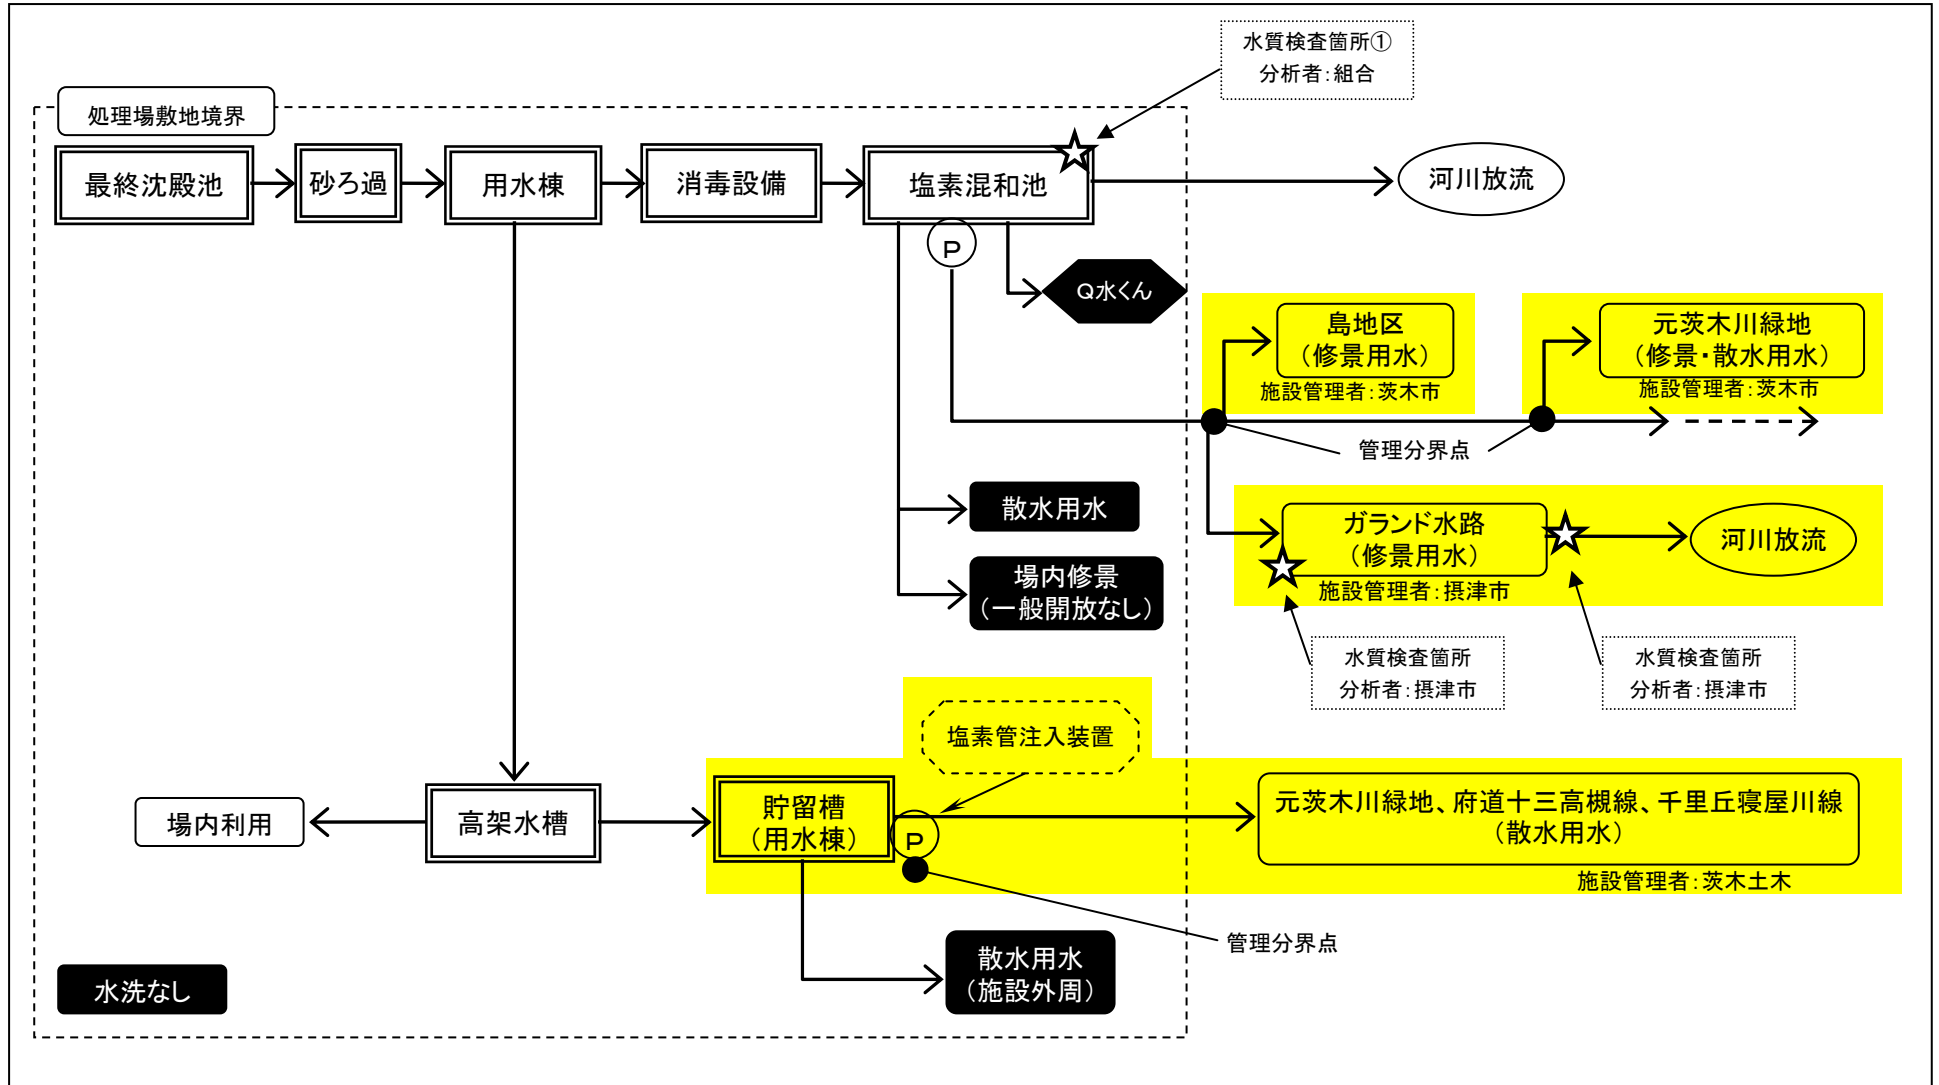 水質検査箇所①
分析者：組合
処理場敷地境界
最終沈殿池
砂ろ過
用水棟
消毒設備
塩素混和池
河川放流
P
Q水くん
島地区
（修景用水）
施設管理者：茨木市
元茨木川緑地
（修景・散水用水）
施設管理者：茨木市
管理分界点
散水用水
ガランド水路
（修景用水）
施設管理者：摂津市
河川放流
場内修景
（一般開放なし）
水質検査箇所
分析者：摂津市
水質検査箇所
分析者：摂津市
塩素管注入装置
場内利用
高架水槽
貯留槽
（用水棟）
P
元茨木川緑地、府道十三高槻線、千里丘寝屋川線
（散水用水）
施設管理者：茨木土木
管理分界点
散水用水
（施設外周）
水洗なし